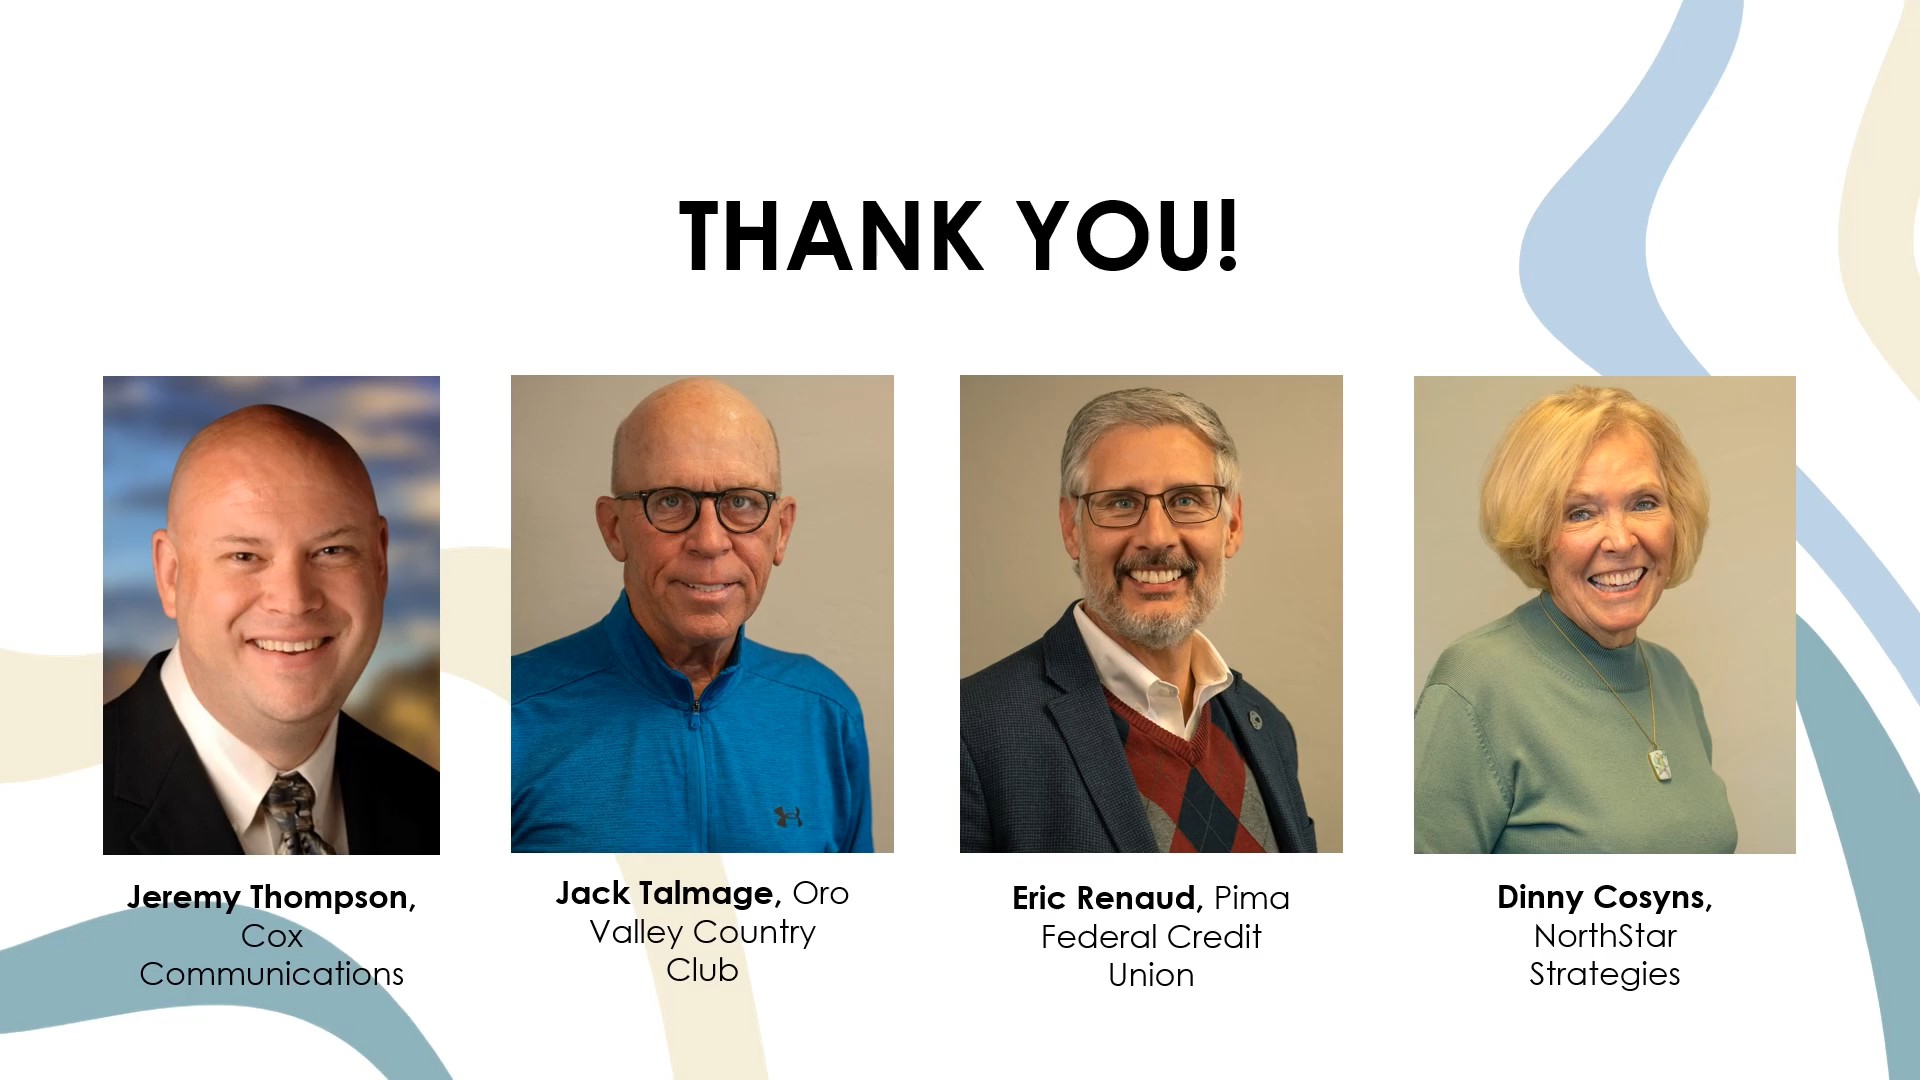 THANK YOU!
Jeremy Thompson,
Cox
Communications
Jack Talmage, Oro
Valley Country
Club
Eric Renaud, Pima
Federal Credit
Union
Dinny Cosyns,
NorthStar
Strategies